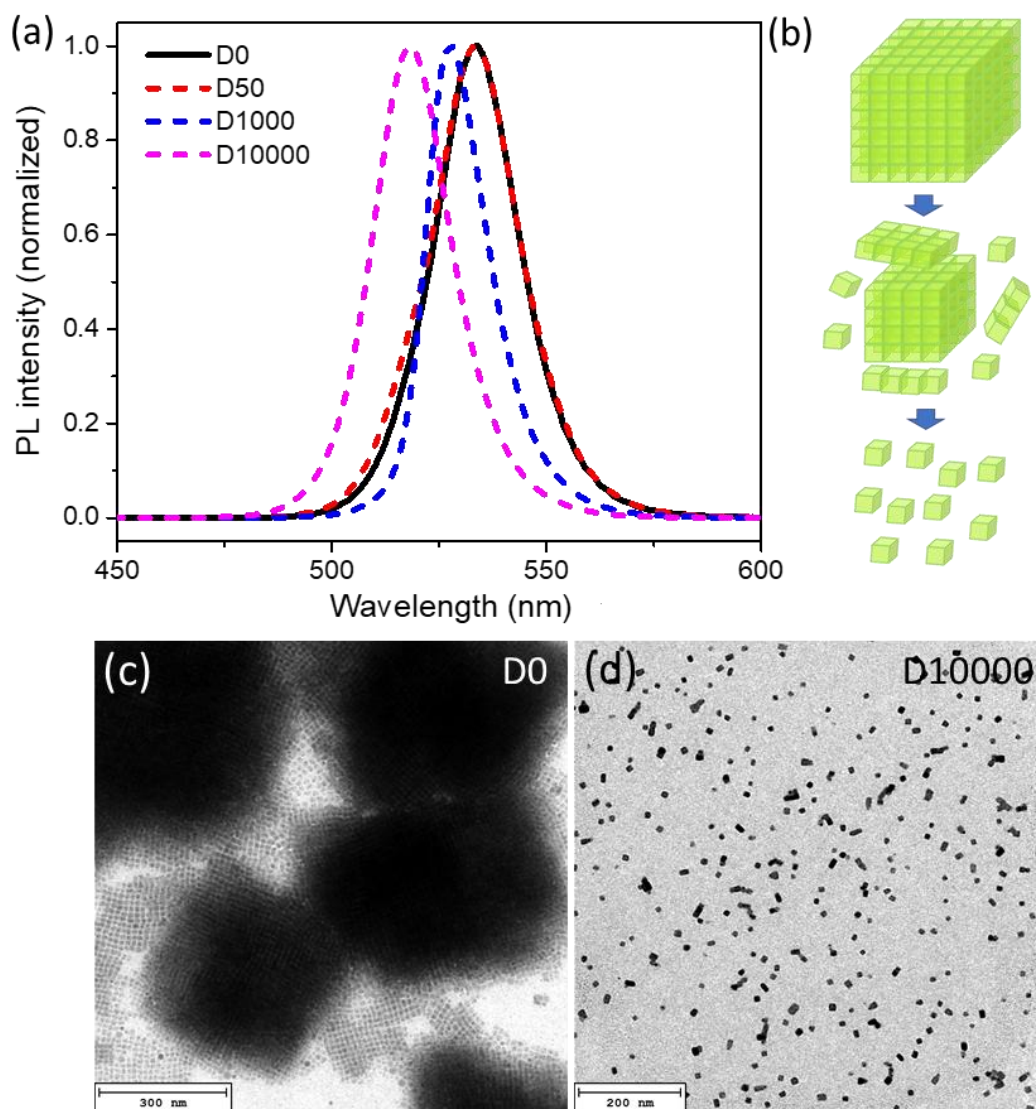 (a)
1.0
0.8
0.6
0.4
0.2
0.0
PL intensity (normalized)
D0
D50
D1000
D10000
450
500
550
600
Wavelength (nm)
(b)
(c)
D0
300 nm
(d)
D10000
200 nm